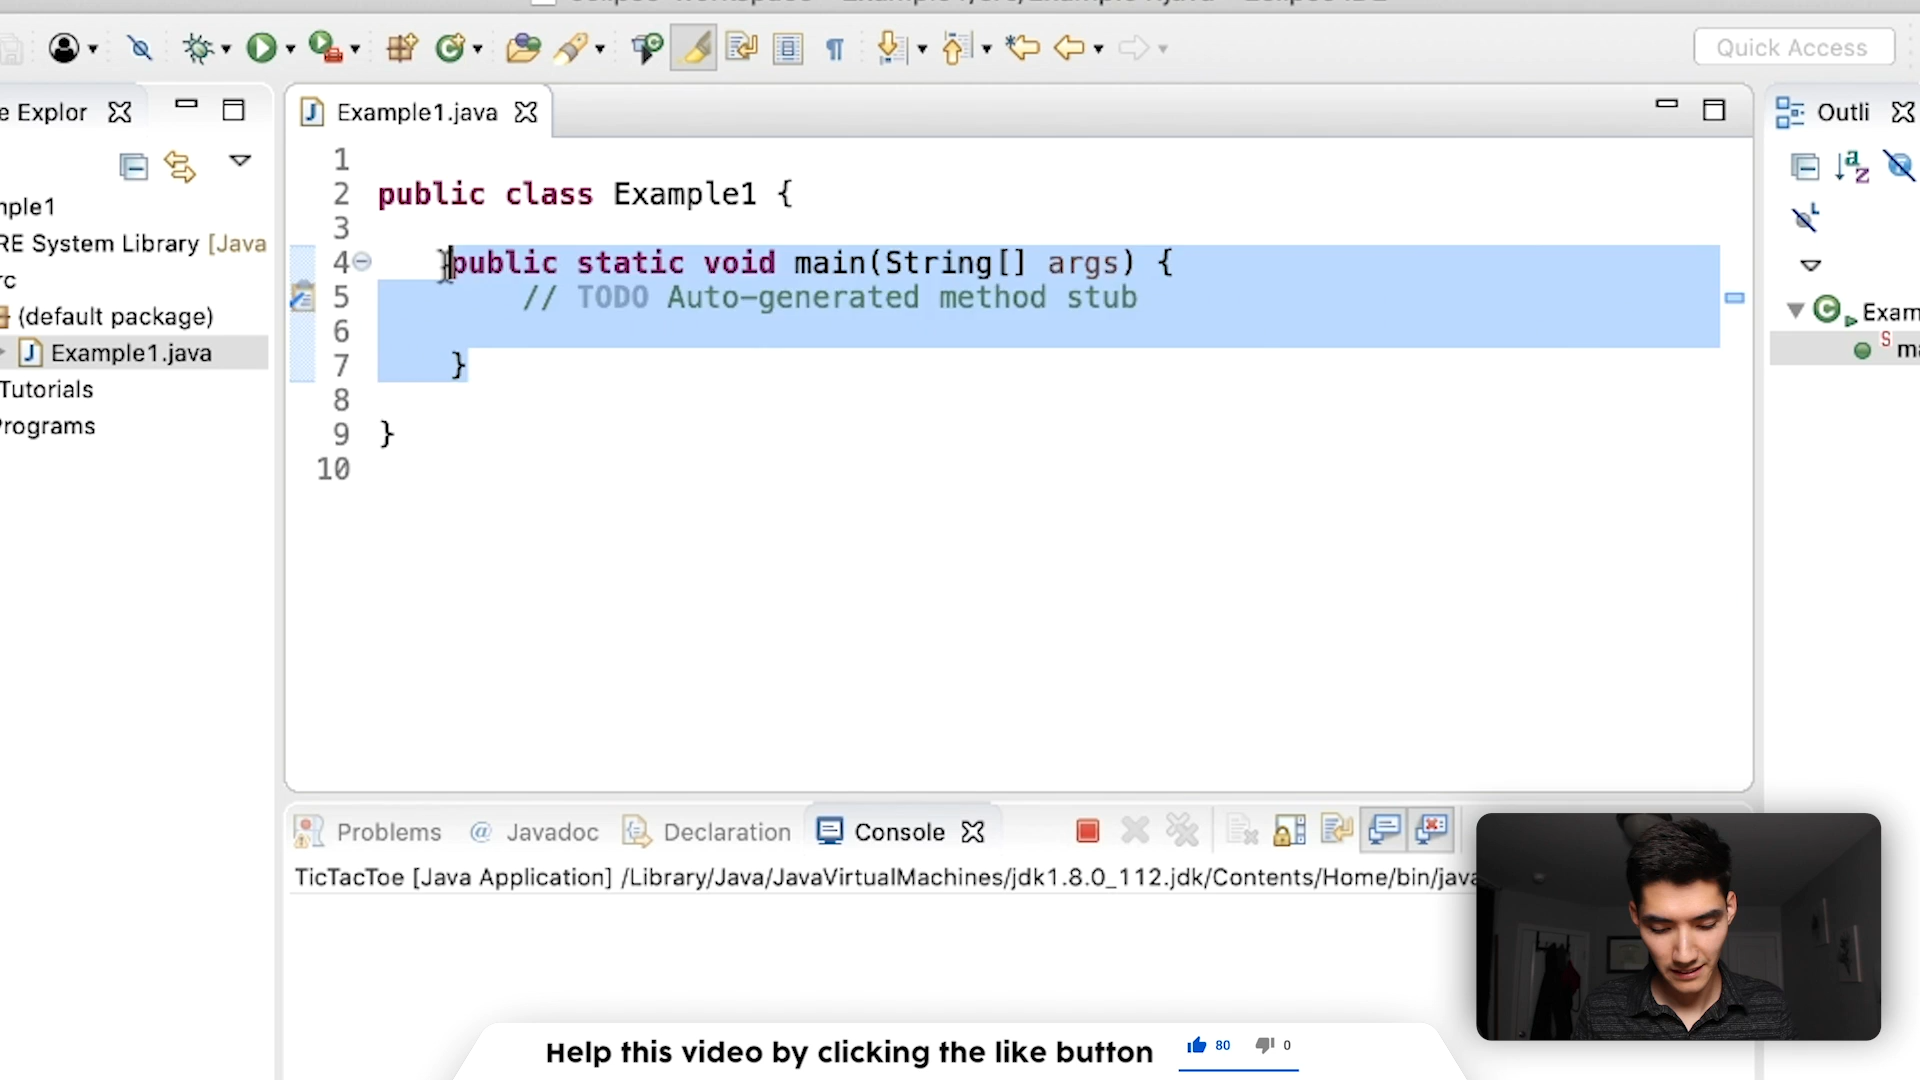 Quick Access
e Explor
Example1.java
Outli
1
2 public class Example1 {
3
4 public static void main(String[] args) {
5 // TODO Auto-generated method stub
6
7 }
8
9 }
10
mple1
RE System Library [Java
rc
(default package)
Example1.java
Tutorials
Programs
Exam
ma
Problems
@ Javadoc
Declaration
Console
TicTacToe [Java Application] /Library/Java/JavaVirtualMachines/jdk1.8.0_112.jdk/Contents/Home/bin/java
Help this video by clicking the like button
80
0